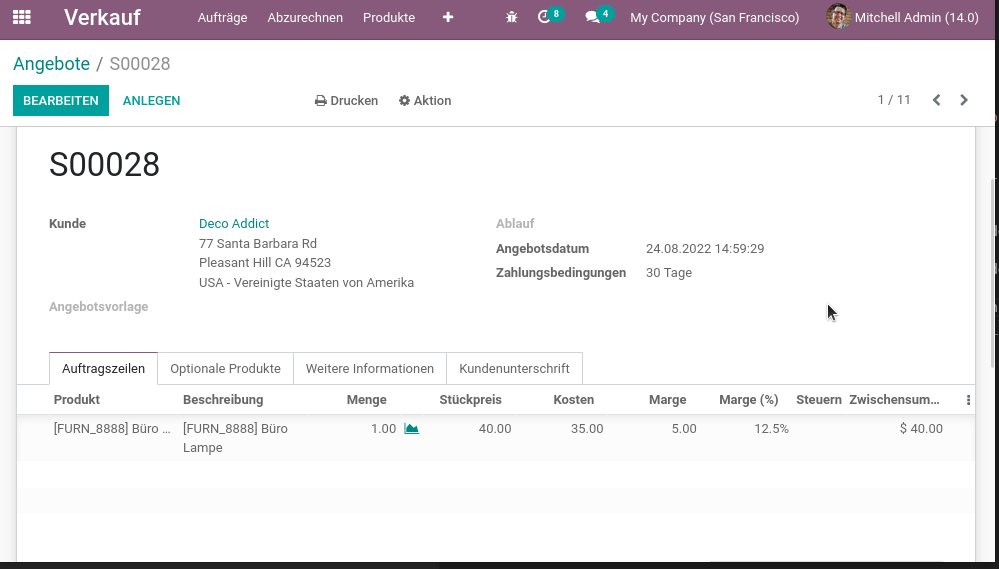 Verkauf Aufträge Abzurechnen Produkte + 8 4 My Company (San Francisco) Mitchell Admin (14.0)
Angebote / S00028
BEARBEITEN ANLEGEN Drucken Aktion 1 / 11
S00028
Kunde Deco Addict Ablauf
77 Santa Barbara Rd Angebotsdatum 24.08.2022 14:59:29
Pleasant Hill CA 94523 Zahlungsbedingungen 30 Tage
USA - Vereinigte Staaten von Amerika
Angebotsvorlage
Auftragszeilen Optionale Produkte Weitere Informationen Kundenunterschrift
Produkt Beschreibung Menge Stückpreis Kosten Marge Marge (%) Steuern Zwischensum...
[FURN_8888] Büro ... [FURN_8888] Büro 1.00 40.00 35.00 5.00 12.5% $ 40.00
Lampe